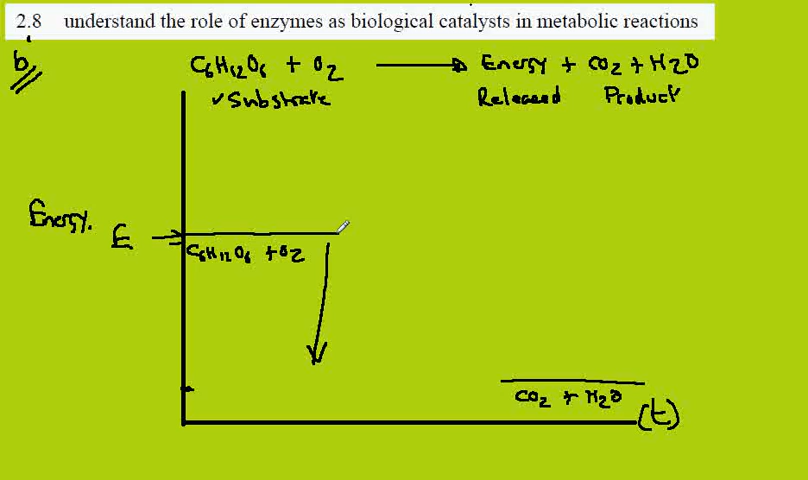 2.8 understand the role of enzymes as biological catalysts in metabolic reactions
b, C6H12O6 + O2 → Energy + CO2 + H2O
✓Substrate Released Product
Energy. E
C6H12O6 + O2
CO2 + H2O (t)